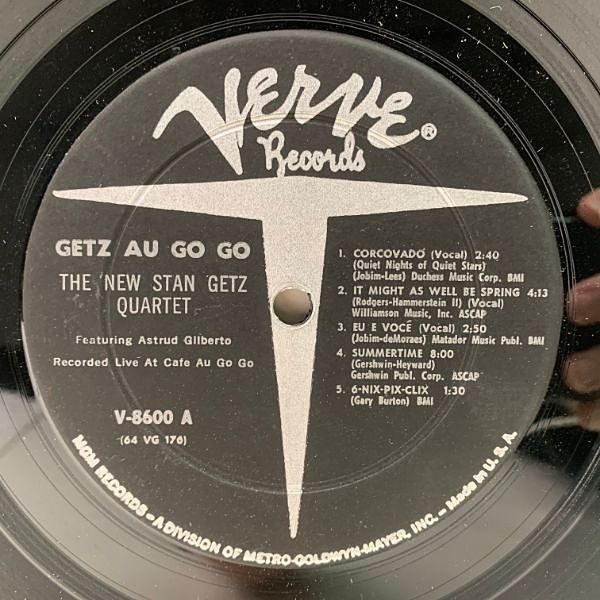 VERVE®
Records
GETZ AU GO GO
THE NEW STAN GETZ
QUARTET
Featuring Astrud Gilberto
Recorded Live At Cafe Au Go Go
V-8600 A
(64 VG 176)
1. CORCOVADO (Vocal) 2:40
(Quiet Nights of Quiet Stars)
(Jobim-Lees) Duchess Music Corp. BMI
2. IT MIGHT AS WELL BE SPRING 4:13
(Rodgers-Hammerstein II) (Vocal)
Williamson Music, Inc. ASCAP
3. EU E VOCÉ (Vocal) 2:50
(Jobim-deMoraes) Matador Music Publ. BMI
4. SUMMERTIME 8:00
(Gershwin-Heyward)
Gershwin Publ. Corp. ASCAP
5. 6-NIX-PIX-CLIX 1:30
(Gary Burton) BMI
MGM RECORDS – A DIVISION OF METRO-GOLDWYN-MAYER, INC. – Made in U. S. A.